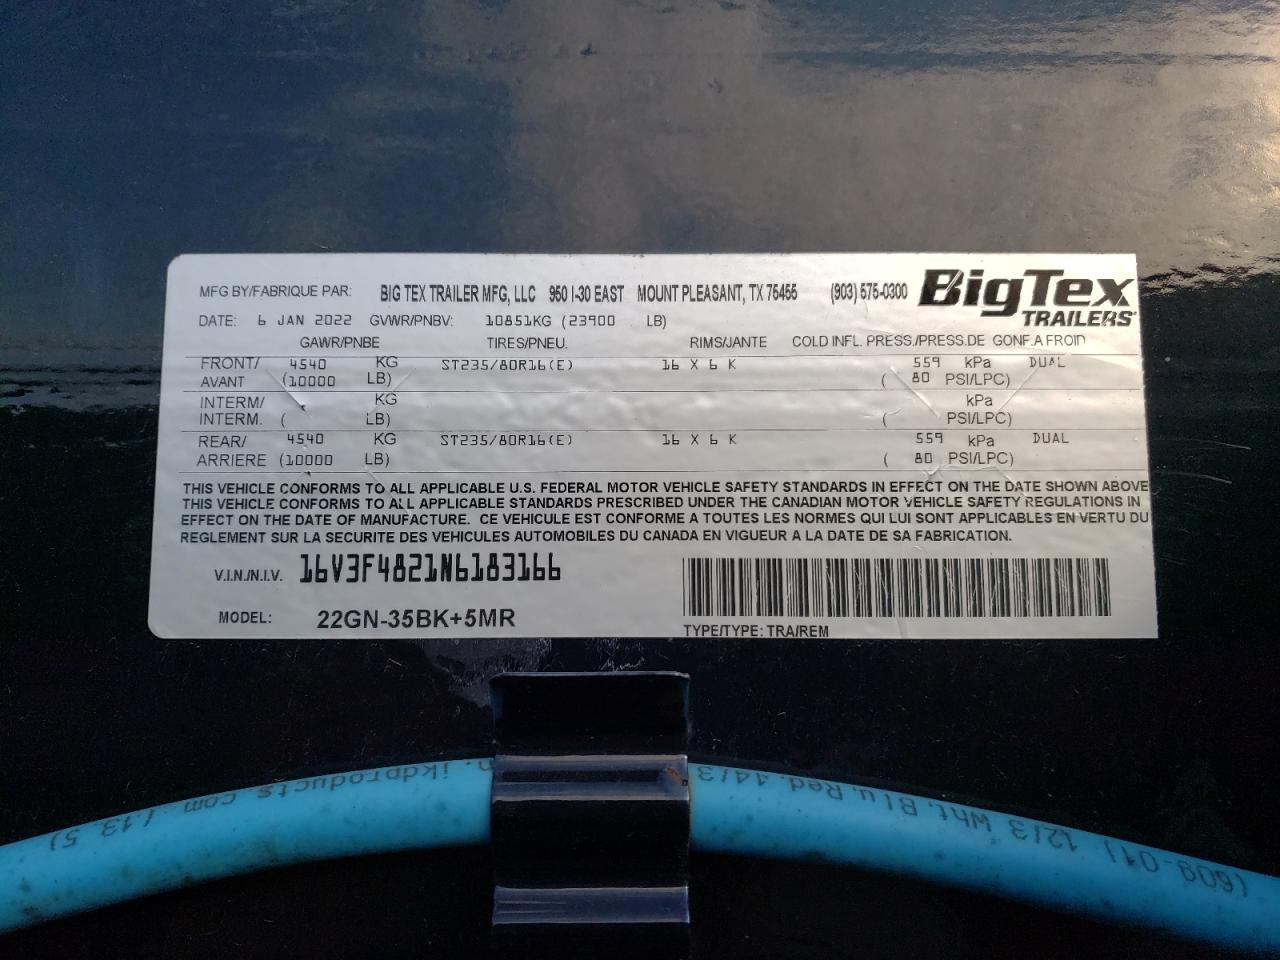 MFG BY/FABRIQUE PAR: BIG TEX TRAILER MFG, LLC 950 I-30 EAST MOUNT PLEASANT, TX 75455 (903) 575-0300 BigTex TRAILERS
DATE: 6 JAN 2022 GVWR/PNBV: 10851KG (23900 LB)
GAWR/PNBE TIRES/PNEU. RIMS/JANTE COLD INFL. PRESS./PRESS.DE GONF.A FROID
FRONT/ 4540 KG ST235/80R16(E) 16 X 6 K 559 kPa DUAL
AVANT (10000 LB) ( 80 PSI/LPC)
INTERM/ KG kPa
INTERM. ( LB) ( PSI/LPC)
REAR/ 4540 KG ST235/80R16(E) 16 X 6 K 559 kPa DUAL
ARRIERE (10000 LB) ( 80 PSI/LPC)
THIS VEHICLE CONFORMS TO ALL APPLICABLE U.S. FEDERAL MOTOR VEHICLE SAFETY STANDARDS IN EFFECT ON THE DATE SHOWN ABOVE
THIS VEHICLE CONFORMS TO ALL APPLICABLE STANDARDS PRESCRIBED UNDER THE CANADIAN MOTOR VEHICLE SAFETY REGULATIONS IN
EFFECT ON THE DATE OF MANUFACTURE. CE VEHICULE EST CONFORME A TOUTES LES NORMES QUI LUI SONT APPLICABLES EN VERTU DU
REGLEMENT SUR LA SECURITE DES VEHICULES AUTOMOBILES DU CANADA EN VIGUEUR A LA DATE DE SA FABRICATION.
V.I.N./N.I.V. 16V3F4821N6183166
MODEL: 22GN-35BK+5MR
TYPE/TYPE: TRA/REM
(609-01) 12/3 Wht. Blu. Red. 14/3
jkdproducts.com (.13 5)